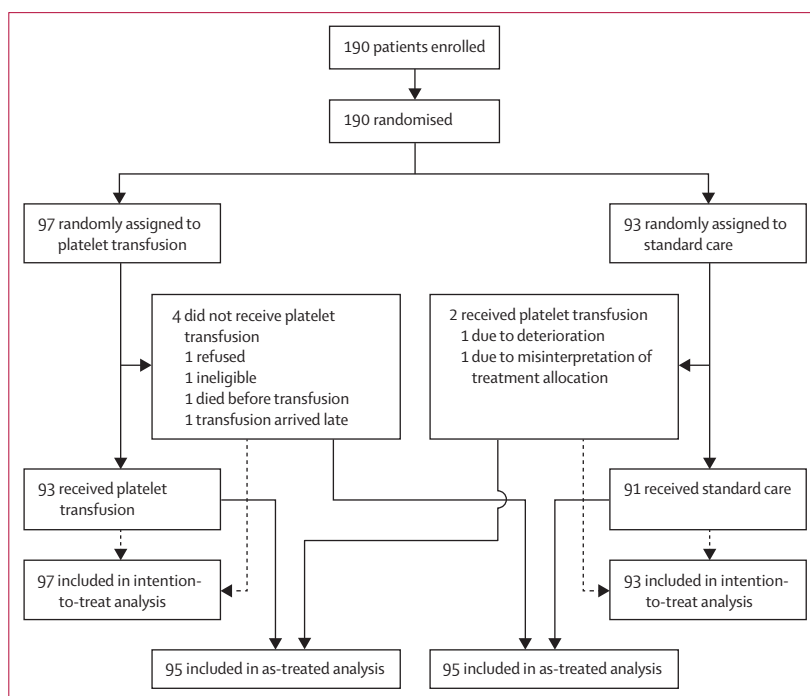 190 patients enrolled
190 randomised
97 randomly assigned to
platelet transfusion
93 randomly assigned to
standard care
4 did not receive platelet
transfusion
1 refused
1 ineligible
1 died before transfusion
1 transfusion arrived late
2 received platelet transfusion
1 due to deterioration
1 due to misinterpretation of
treatment allocation
93 received platelet
transfusion
91 received standard care
97 included in intention-
to-treat analysis
93 included in intention-
to-treat analysis
95 included in as-treated analysis
95 included in as-treated analysis